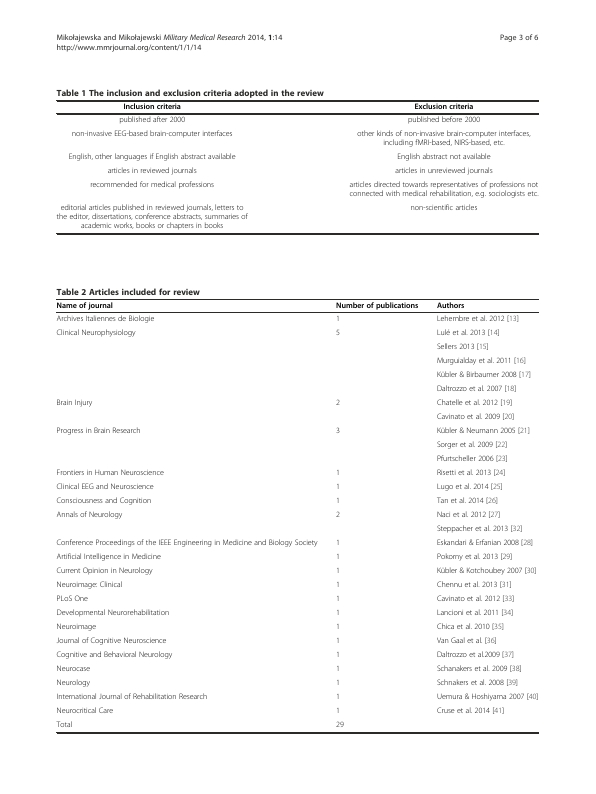 Mikołajewska and Mikołajewski Military Medical Research 2014, 1:14
Page 3 of 6
http://www.mmrjournal.org/content/1/1/14
Table 1 The inclusion and exclusion criteria adopted in the review
Inclusion criteria Exclusion criteria
published after 2000 published before 2000
non-invasive EEG-based brain-computer interfaces other kinds of non-invasive brain-computer interfaces,
including fMRI-based, NIRS-based, etc.
English, other languages if English abstract available English abstract not available
articles in reviewed journals articles in unreviewed journals
recommended for medical professions articles directed towards representatives of professions not
connected with medical rehabilitation, e.g. sociologists etc.
editorial articles published in reviewed journals, letters to non-scientific articles
the editor, dissertations, conference abstracts, summaries of
academic works, books or chapters in books
Table 2 Articles included for review
Name of journal Number of publications Authors
Archives Italiennes de Biologie 1 Lehembre et al. 2012 [13]
Clinical Neurophysiology 5 Lulé et al. 2013 [14]
Sellers 2013 [15]
Murguialday et al. 2011 [16]
Kübler & Birbaumer 2008 [17]
Daltrozzo et al. 2007 [18]
Brain Injury 2 Chatelle et al. 2012 [19]
Cavinato et al. 2009 [20]
Progress in Brain Research 3 Kübler & Neumann 2005 [21]
Sorger et al. 2009 [22]
Pfurtscheller 2006 [23]
Frontiers in Human Neuroscience 1 Risetti et al. 2013 [24]
Clinical EEG and Neuroscience 1 Lugo et al. 2014 [25]
Consciousness and Cognition 1 Tan et al. 2014 [26]
Annals of Neurology 2 Naci et al. 2012 [27]
Steppacher et al. 2013 [32]
Conference Proceedings of the IEEE Engineering in Medicine and Biology Society 1 Eskandari & Erfanian 2008 [28]
Artificial Intelligence in Medicine 1 Pokorny et al. 2013 [29]
Current Opinion in Neurology 1 Kübler & Kotchoubey 2007 [30]
Neuroimage: Clinical 1 Chennu et al. 2013 [31]
PLoS One 1 Cavinato et al. 2012 [33]
Developmental Neurorehabilitation 1 Lancioni et al. 2011 [34]
Neuroimage 1 Chica et al. 2010 [35]
Journal of Cognitive Neuroscience 1 Van Gaal et al. [36]
Cognitive and Behavioral Neurology 1 Daltrozzo et al.2009 [37]
Neurocase 1 Schanakers et al. 2009 [38]
Neurology 1 Schnakers et al. 2008 [39]
International Journal of Rehabilitation Research 1 Uemura & Hoshiyama 2007 [40]
Neurocritical Care 1 Cruse et al. 2014 [41]
Total 29